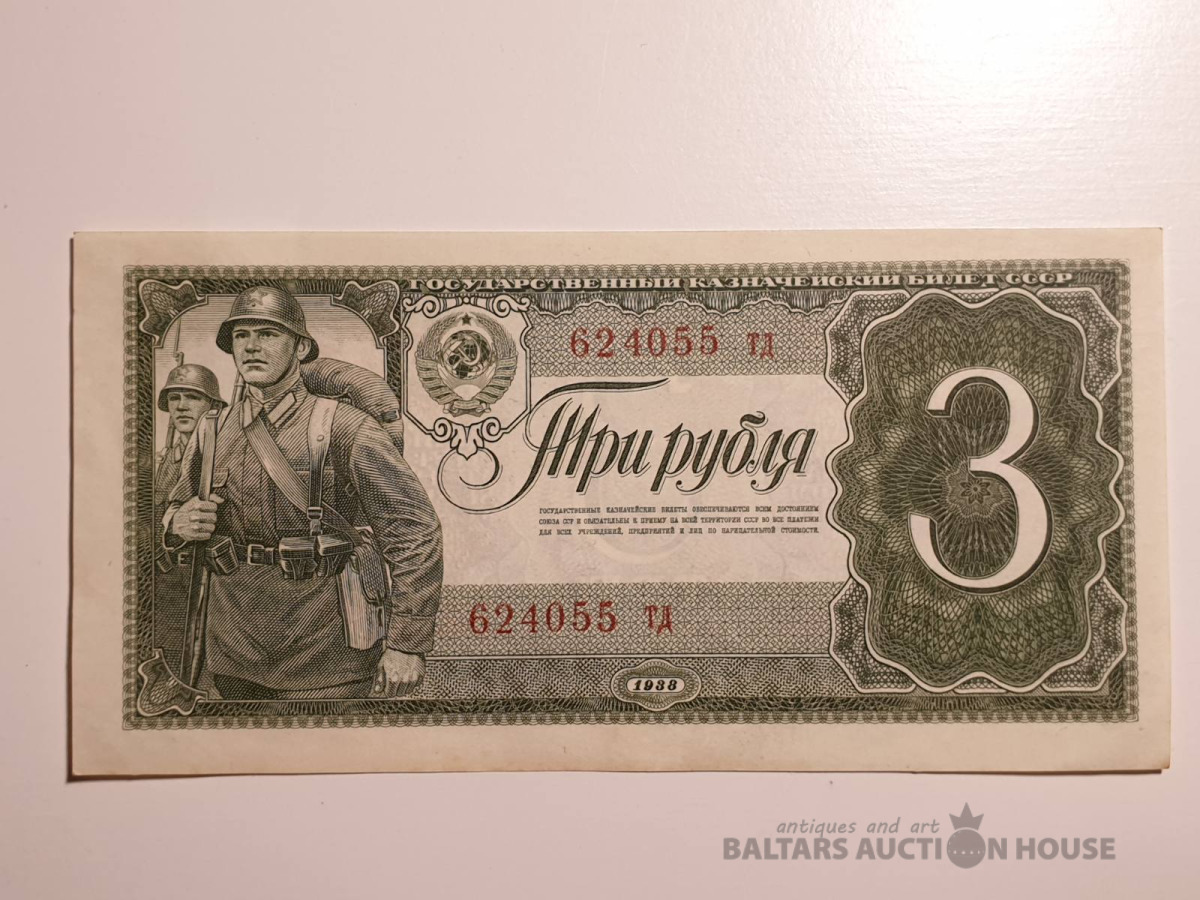 ГОСУДАРСТВЕННЫЙ КАЗНАЧЕЙСКИЙ БИЛЕТ СССР
624055 ТД
Три рубля
ГОСУДАРСТВЕННЫЕ КАЗНАЧЕЙСКИЕ БИЛЕТЫ ОБЕСПЕЧИВАЮТСЯ ВСЕМ ДОСТОЯНИЕМ
СОЮЗА ССР И ОБЯЗАТЕЛЬНЫ К ПРИЕМУ НА ВСЕЙ ТЕРРИТОРИИ СССР ВО ВСЕ ПЛАТЕЖИ
ДЛЯ ВСЕХ УЧРЕЖДЕНИЙ, ПРЕДПРИЯТИЙ И ЛИЦ ПО НАРИЦАТЕЛЬНОЙ СТОИМОСТИ.
3
624055 ТД
1938
antiques and art
BALTARS AUCTION HOUSE